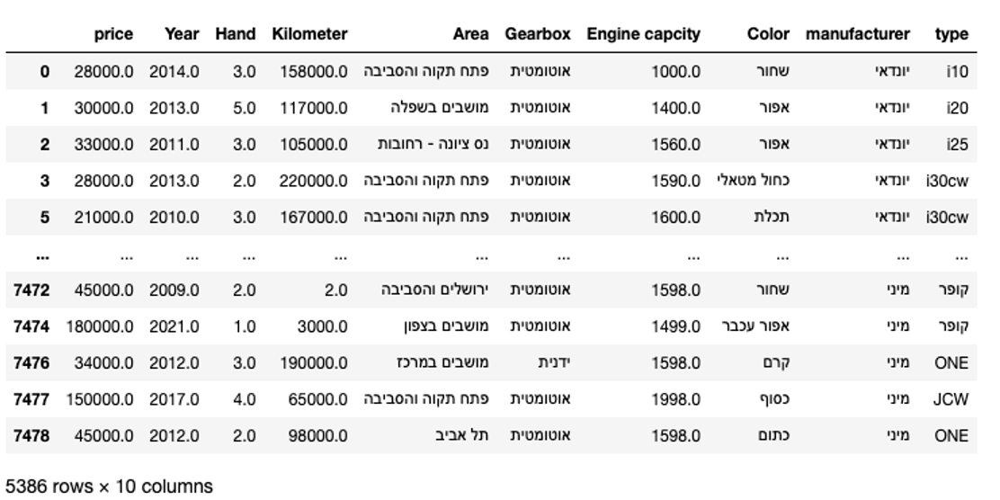 price Year Hand Kilometer Area Gearbox Engine capcity Color manufacturer type
0 28000.0 2014.0 3.0 158000.0 פתח תקוה והסביבה אוטומטית 1000.0 שחור יונדאי i10
1 30000.0 2013.0 5.0 117000.0 מושבים בשפלה אוטומטית 1400.0 אפור יונדאי i20
2 33000.0 2011.0 3.0 105000.0 נס ציונה - רחובות אוטומטית 1560.0 אפור יונדאי i25
3 28000.0 2013.0 2.0 220000.0 פתח תקוה והסביבה אוטומטית 1590.0 כחול מטאלי יונדאי i30cw
5 21000.0 2010.0 3.0 167000.0 פתח תקוה והסביבה אוטומטית 1600.0 תכלת יונדאי i30cw
... ... ... ... ... ... ... ... ... ... ...
7472 45000.0 2009.0 2.0 2.0 ירושלים והסביבה אוטומטית 1598.0 שחור מיני קופר
7474 180000.0 2021.0 1.0 3000.0 מושבים בצפון אוטומטית 1499.0 אפור עכבר מיני קופר
7476 34000.0 2012.0 3.0 190000.0 מושבים במרכז ידנית 1598.0 קרם מיני ONE
7477 150000.0 2017.0 4.0 65000.0 פתח תקוה והסביבה אוטומטית 1998.0 כסוף מיני JCW
7478 45000.0 2012.0 2.0 98000.0 תל אביב אוטומטית 1598.0 כתום מיני ONE
5386 rows × 10 columns